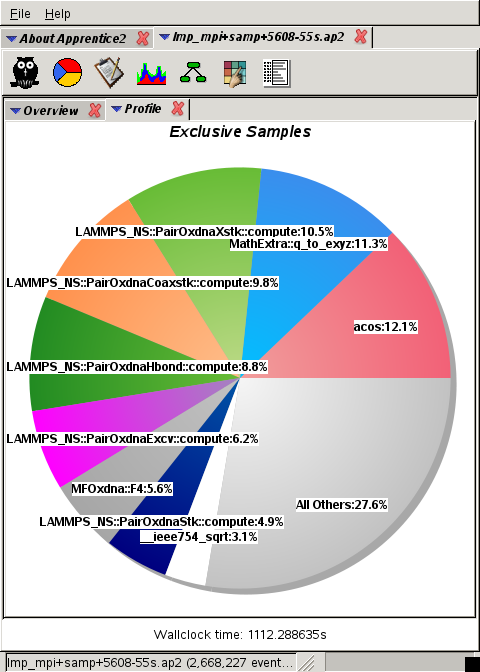 File Help
About Apprentice2 lmp_mpi+samp+5608-55s.ap2
Overview Profile
Exclusive Samples
LAMMPS_NS::PairOxdnaXstk::compute:10.5%
MathExtra::q_to_exyz:11.3%
LAMMPS_NS::PairOxdnaCoaxstk::compute:9.8%
acos:12.1%
LAMMPS_NS::PairOxdnaHbond::compute:8.8%
LAMMPS_NS::PairOxdnaExcv::compute:6.2%
MFOxdna::F4:5.6%
All Others:27.6%
LAMMPS_NS::PairOxdnaStk::compute:4.9%
__ieee754_sqrt:3.1%
Wallclock time: 1112.288635s
lmp_mpi+samp+5608-55s.ap2 (2,668,227 event...